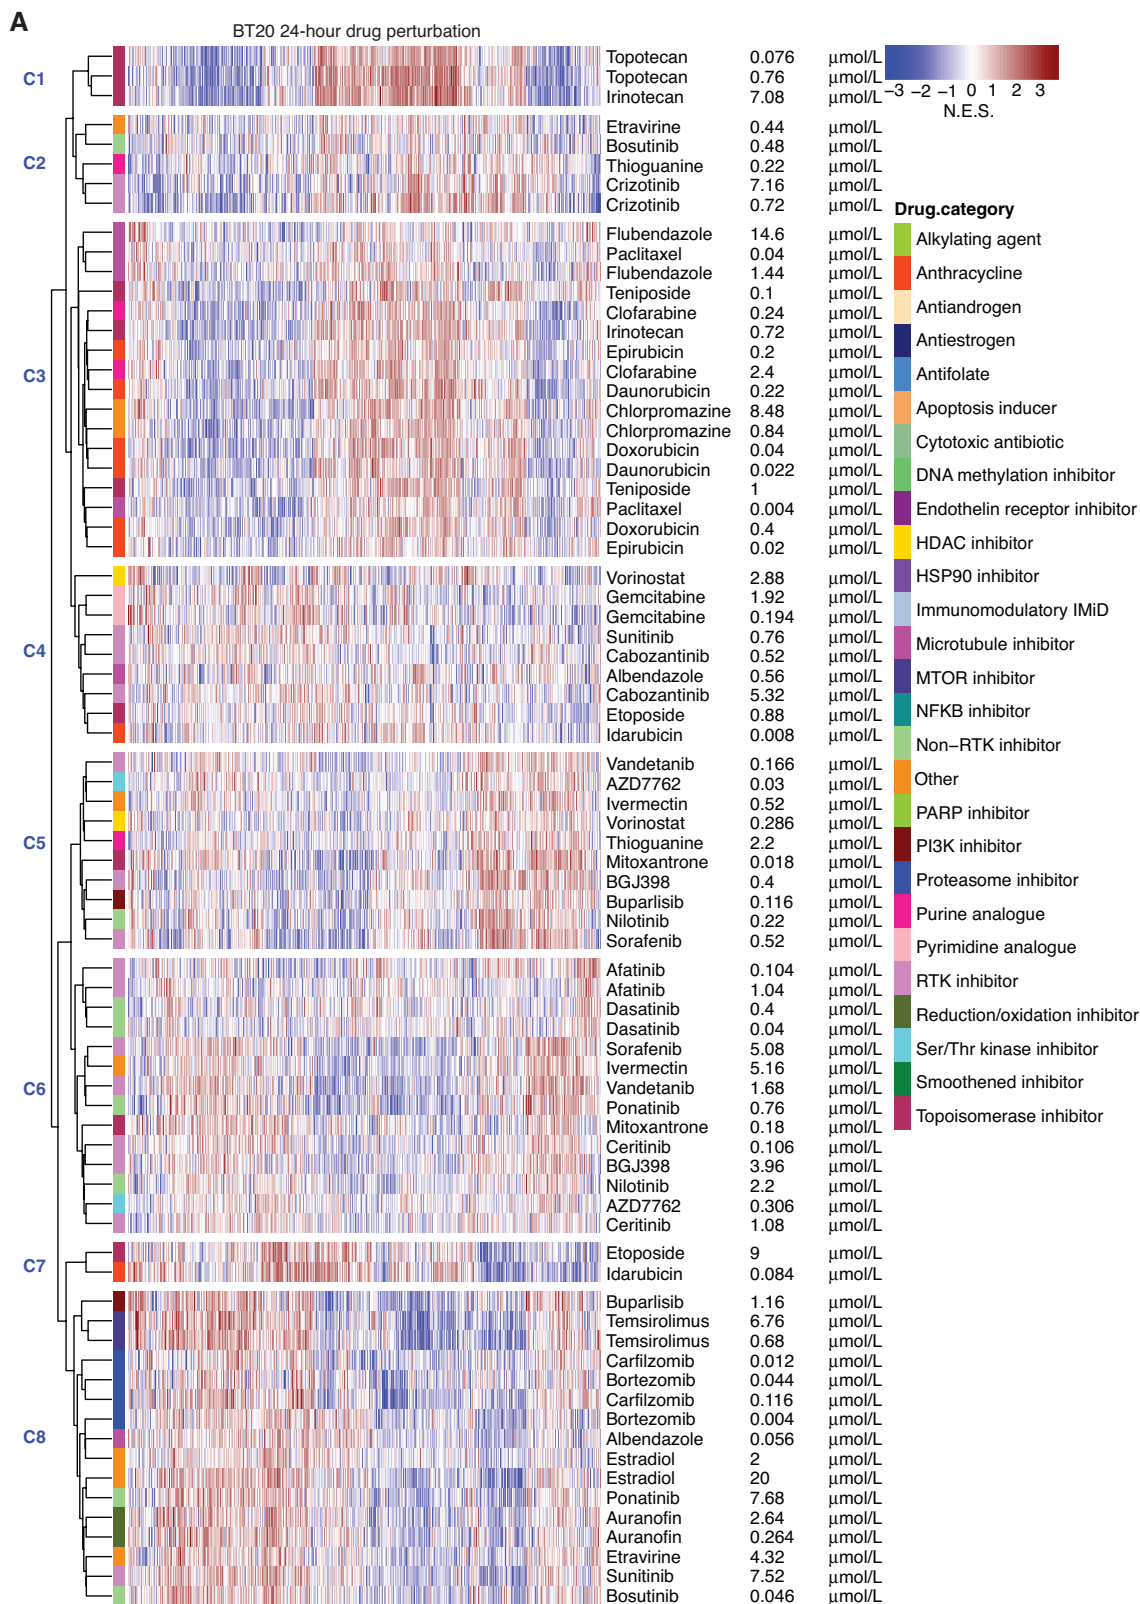 A
BT20 24-hour drug perturbation
C1
Topotecan 0.076 μmol/L
Topotecan 0.76 μmol/L
Irinotecan 7.08 μmol/L
−3 −2 −1 0 1 2 3
N.E.S.
C2
Etravirine 0.44 μmol/L
Bosutinib 0.48 μmol/L
Thioguanine 0.22 μmol/L
Crizotinib 7.16 μmol/L
Crizotinib 0.72 μmol/L
C3
Flubendazole 14.6 μmol/L
Paclitaxel 0.04 μmol/L
Flubendazole 1.44 μmol/L
Teniposide 0.1 μmol/L
Clofarabine 0.24 μmol/L
Irinotecan 0.72 μmol/L
Epirubicin 0.2 μmol/L
Clofarabine 2.4 μmol/L
Daunorubicin 0.22 μmol/L
Chlorpromazine 8.48 μmol/L
Chlorpromazine 0.84 μmol/L
Doxorubicin 0.04 μmol/L
Daunorubicin 0.022 μmol/L
Teniposide 1 μmol/L
Paclitaxel 0.004 μmol/L
Doxorubicin 0.4 μmol/L
Epirubicin 0.02 μmol/L
C4
Vorinostat 2.88 μmol/L
Gemcitabine 1.92 μmol/L
Gemcitabine 0.194 μmol/L
Sunitinib 0.76 μmol/L
Cabozantinib 0.52 μmol/L
Albendazole 0.56 μmol/L
Cabozantinib 5.32 μmol/L
Etoposide 0.88 μmol/L
Idarubicin 0.008 μmol/L
C5
Vandetanib 0.166 μmol/L
AZD7762 0.03 μmol/L
Ivermectin 0.52 μmol/L
Vorinostat 0.286 μmol/L
Thioguanine 2.2 μmol/L
Mitoxantrone 0.018 μmol/L
BGJ398 0.4 μmol/L
Buparlisib 0.116 μmol/L
Nilotinib 0.22 μmol/L
Sorafenib 0.52 μmol/L
C6
Afatinib 0.104 μmol/L
Afatinib 1.04 μmol/L
Dasatinib 0.4 μmol/L
Dasatinib 0.04 μmol/L
Sorafenib 5.08 μmol/L
Ivermectin 5.16 μmol/L
Vandetanib 1.68 μmol/L
Ponatinib 0.76 μmol/L
Mitoxantrone 0.18 μmol/L
Ceritinib 0.106 μmol/L
BGJ398 3.96 μmol/L
Nilotinib 2.2 μmol/L
AZD7762 0.306 μmol/L
Ceritinib 1.08 μmol/L
C7
Etoposide 9 μmol/L
Idarubicin 0.084 μmol/L
C8
Buparlisib 1.16 μmol/L
Temsirolimus 6.76 μmol/L
Temsirolimus 0.68 μmol/L
Carfilzomib 0.012 μmol/L
Bortezomib 0.044 μmol/L
Carfilzomib 0.116 μmol/L
Bortezomib 0.004 μmol/L
Albendazole 0.056 μmol/L
Estradiol 2 μmol/L
Estradiol 20 μmol/L
Ponatinib 7.68 μmol/L
Auranofin 2.64 μmol/L
Auranofin 0.264 μmol/L
Etravirine 4.32 μmol/L
Sunitinib 7.52 μmol/L
Bosutinib 0.046 μmol/L
Drug.category
Alkylating agent
Anthracycline
Antiandrogen
Antiestrogen
Antifolate
Apoptosis inducer
Cytotoxic antibiotic
DNA methylation inhibitor
Endothelin receptor inhibitor
HDAC inhibitor
HSP90 inhibitor
Immunomodulatory IMiD
Microtubule inhibitor
MTOR inhibitor
NFKB inhibitor
Non−RTK inhibitor
Other
PARP inhibitor
PI3K inhibitor
Proteasome inhibitor
Purine analogue
Pyrimidine analogue
RTK inhibitor
Reduction/oxidation inhibitor
Ser/Thr kinase inhibitor
Smoothened inhibitor
Topoisomerase inhibitor